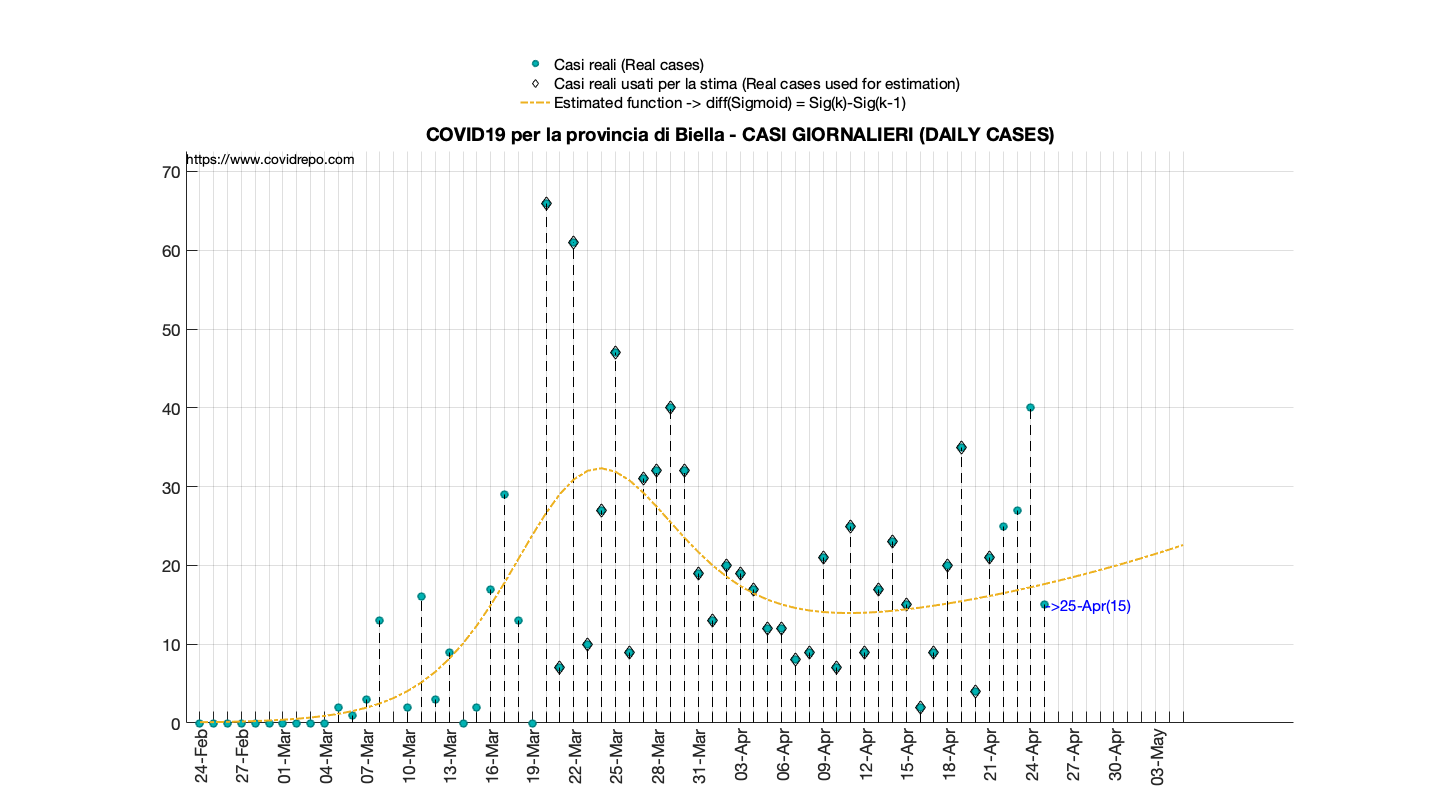 Casi reali (Real cases)
Casi reali usati per la stima (Real cases used for estimation)
Estimated function -> diff(Sigmoid) = Sig(k)-Sig(k-1)
COVID19 per la provincia di Biella - CASI GIORNALIERI (DAILY CASES)
https://www.covidrepo.com
70
60
50
40
30
20
10
0
>25-Apr(15)
24-Feb
27-Feb
01-Mar
04-Mar
07-Mar
10-Mar
13-Mar
16-Mar
19-Mar
22-Mar
25-Mar
28-Mar
31-Mar
03-Apr
06-Apr
09-Apr
12-Apr
15-Apr
18-Apr
21-Apr
24-Apr
27-Apr
30-Apr
03-May